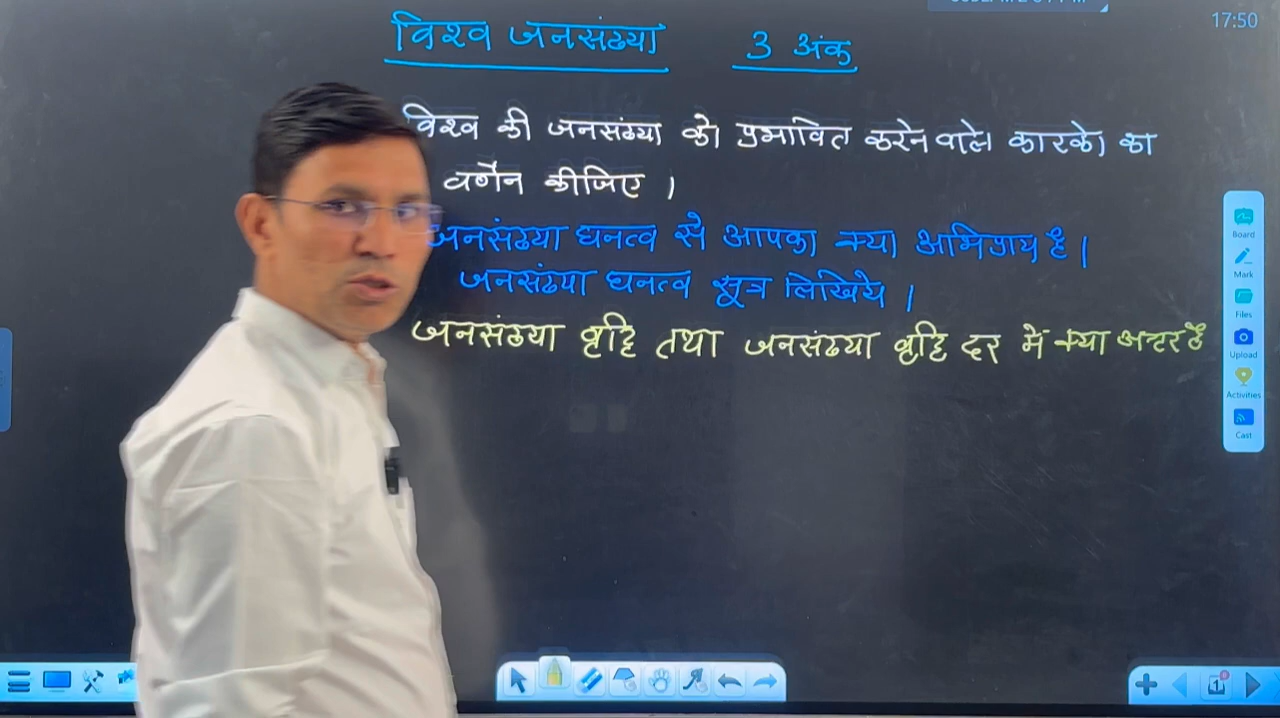 17:50
विश्व जनसंख्या 3 अंक
विश्व की जनसंख्या को प्रभावित करने वाले कारकों का
वर्णन कीजिए ।
जनसंख्या घनत्व से आपका क्या अभिप्राय है ।
जनसंख्या घनत्व सूत्र लिखिये ।
जनसंख्या वृद्दि तथा जनसंख्या वृद्दि दर में क्या अन्तर है
Board
Mark
Files
Upload
Activities
Cast
1